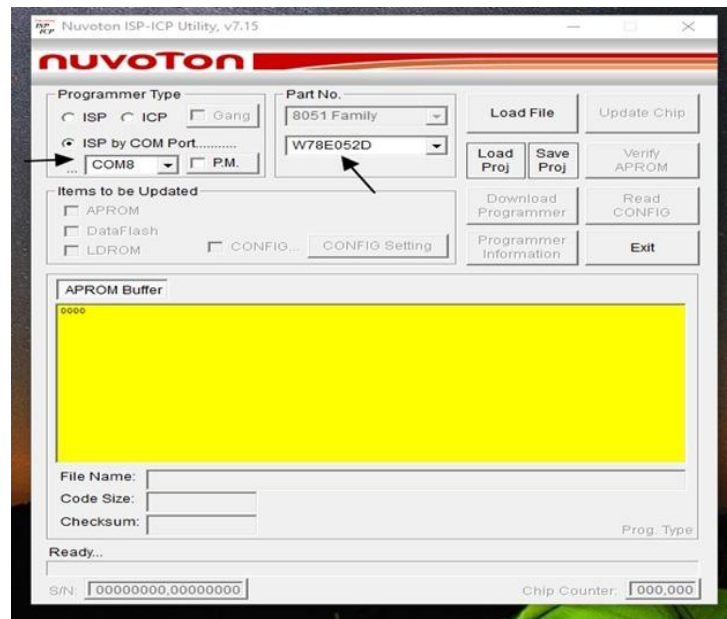 ISP
ICP
Nuvoton ISP-ICP Utility, v7.15
nuvoTon
Programmer Type
ISP ICP Gang
ISP by COM Port..........
... COM8 P.M.
Part No.
8051 Family
W78E052D
Load File
Update Chip
Load Proj
Save Proj
Verify APROM
Items to be Updated
APROM
DataFlash
LDROM
CONFIG...
CONFIG Setting
Download Programmer
Read CONFIG
Programmer Information
Exit
APROM Buffer
0000
File Name:
Code Size:
Checksum:
Prog. Type
Ready...
S/N: 00000000,00000000
Chip Counter: 000,000